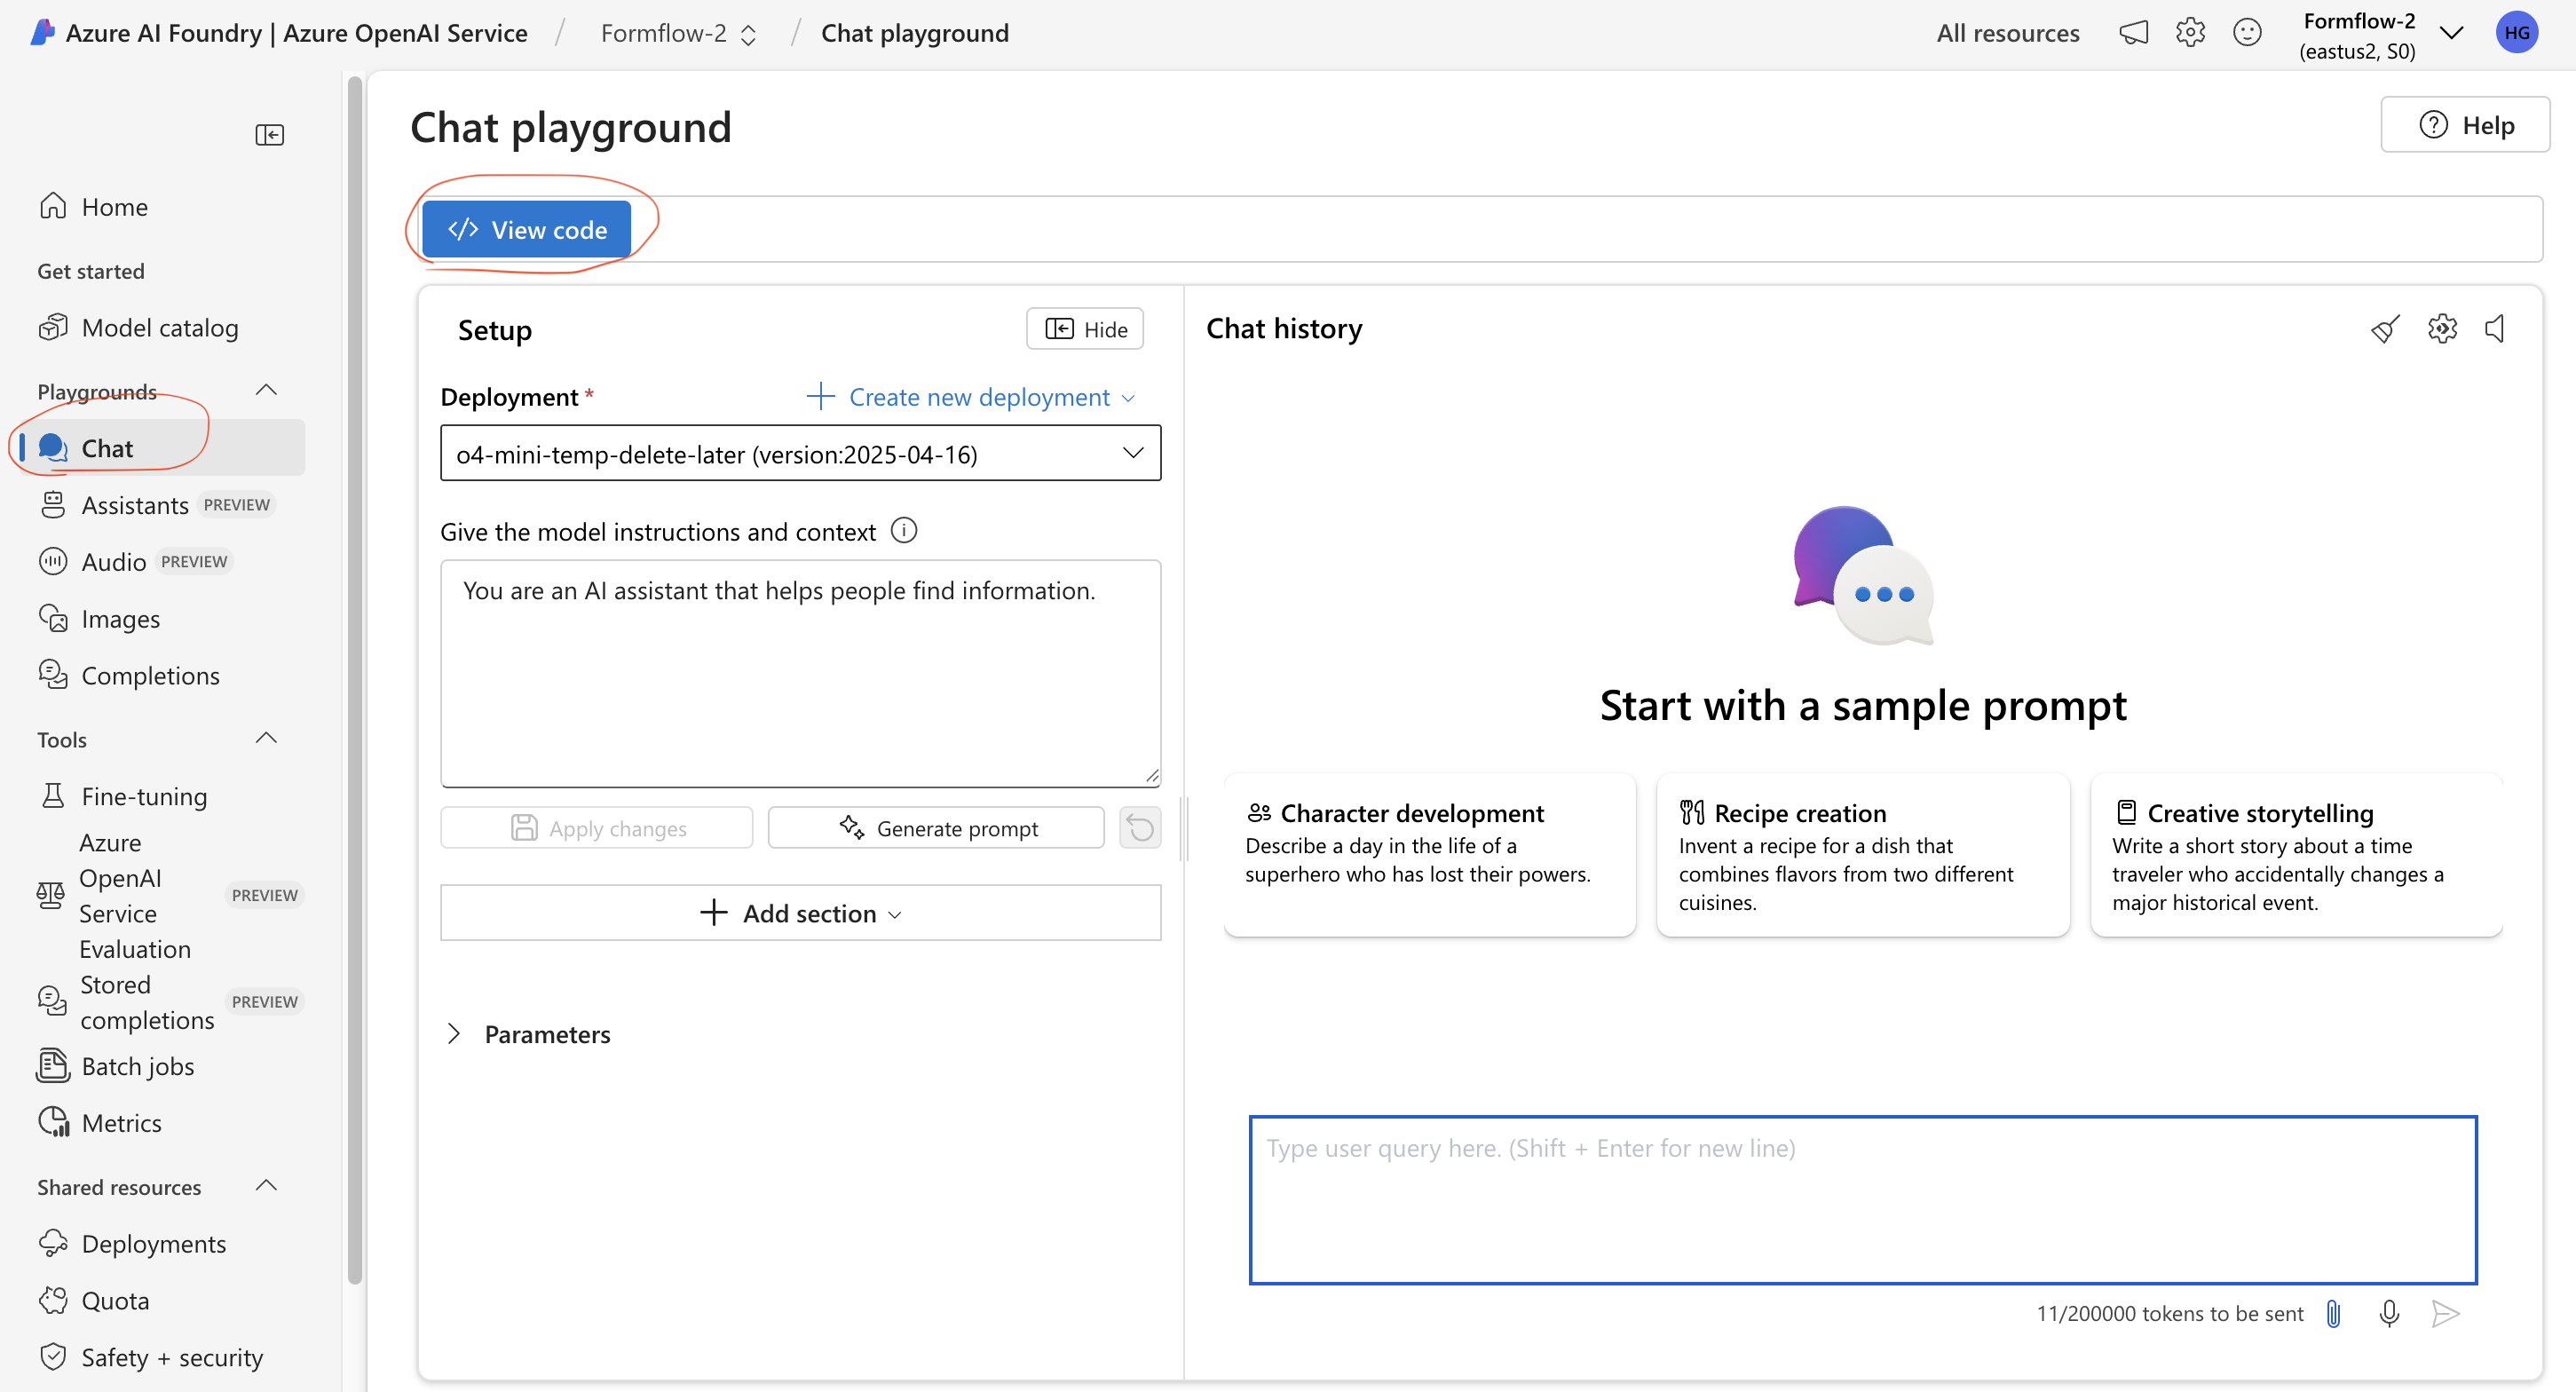 Azure AI Foundry | Azure OpenAI Service / Formflow-2 / Chat playground
All resources
Formflow-2
(eastus2, S0)
HG
Home
Get started
Model catalog
Playgrounds
Chat
Assistants PREVIEW
Audio PREVIEW
Images
Completions
Tools
Fine-tuning
Azure
OpenAI
Service
Evaluation
PREVIEW
Stored
completions
PREVIEW
Batch jobs
Metrics
Shared resources
Deployments
Quota
Safety + security
Chat playground
Help
</> View code
Setup
Hide
Deployment *
Create new deployment
o4-mini-temp-delete-later (version:2025-04-16)
Give the model instructions and context
You are an AI assistant that helps people find information.
Apply changes
Generate prompt
Add section
Parameters
Chat history
Start with a sample prompt
Character development
Describe a day in the life of a
superhero who has lost their powers.
Recipe creation
Invent a recipe for a dish that
combines flavors from two different
cuisines.
Creative storytelling
Write a short story about a time
traveler who accidentally changes a
major historical event.
Type user query here. (Shift + Enter for new line)
11/200000 tokens to be sent